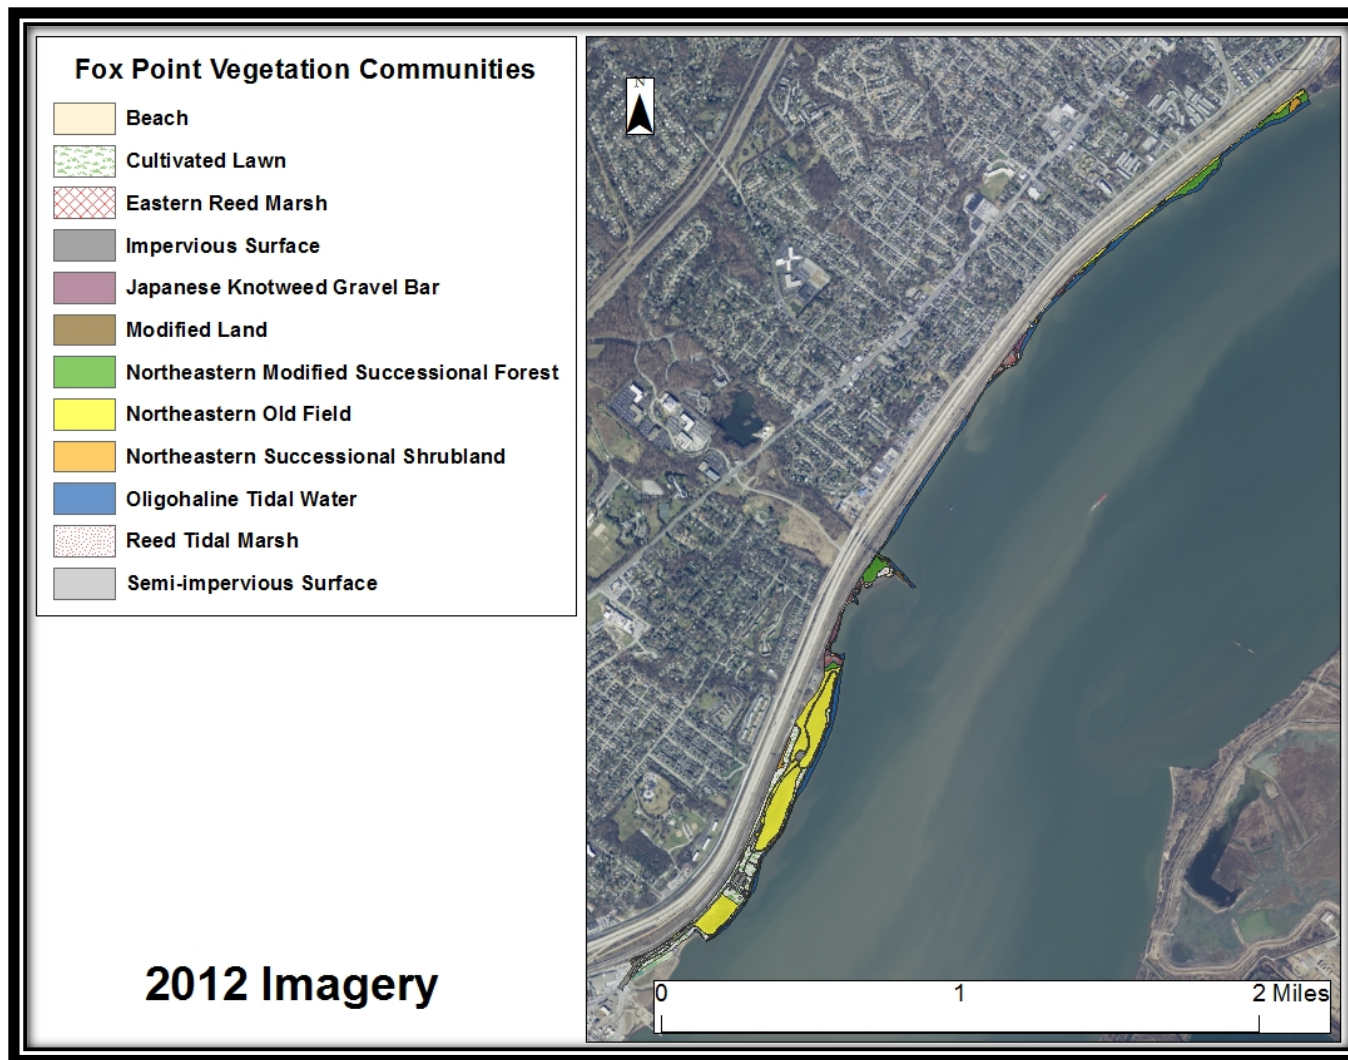 Fox Point Vegetation Communities
Beach
Cultivated Lawn
Eastern Reed Marsh
Impervious Surface
Japanese Knotweed Gravel Bar
Modified Land
Northeastern Modified Successional Forest
Northeastern Old Field
Northeastern Successional Shrubland
Oligohaline Tidal Water
Reed Tidal Marsh
Semi-impervious Surface
2012 Imagery
N
0 1 2 Miles